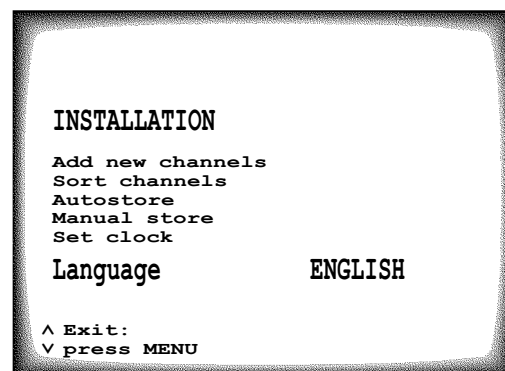 INSTALLATION
Add new channels
Sort channels
Autostore
Manual store
Set clock
Language ENGLISH
∧ Exit:
∨ press MENU